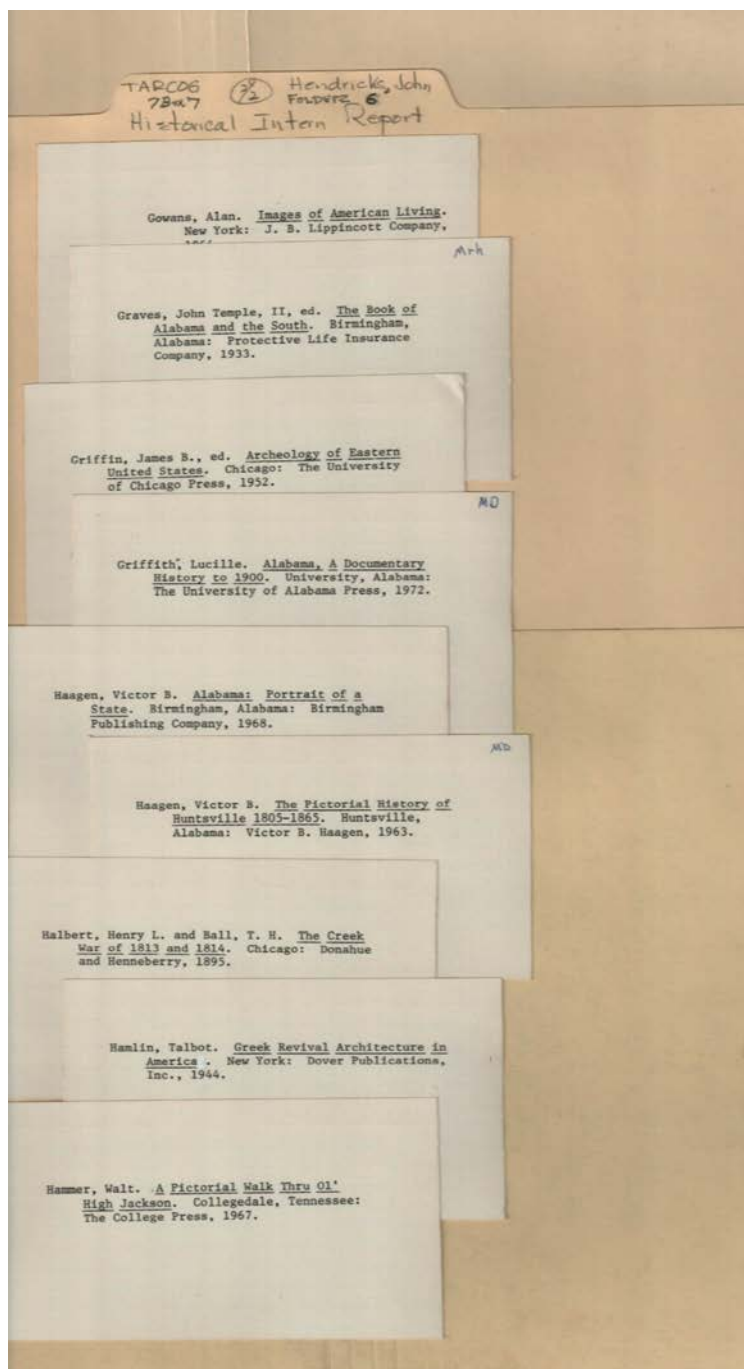 TARCOG
Hendricks, John
FOLDER 6
Historical Intern Report
Gowans, Alan. Images of American Living.
New York: J. B. Lippincott Company,
Mrh
Graves, John Temple, II, ed. The Book of
Alabama and the South. Birmingham,
Alabama: Protective Life Insurance
Company, 1933.
Griffin, James B., ed. Archeology of Eastern
United States. Chicago: The University
of Chicago Press, 1952.
MD
Griffith, Lucille. Alabama, A Documentary
History to 1900. University, Alabama:
The University of Alabama Press, 1972.
Haagen, Victor B. Alabama: Portrait of a
State. Birmingham, Alabama: Birmingham
Publishing Company, 1968.
MD
Haagen, Victor B. The Pictorial History of
Huntsville 1805-1865. Huntsville,
Alabama: Victor B. Haagen, 1963.
Halbert, Henry L. and Ball, T. H. The Creek
War of 1813 and 1814. Chicago: Donahue
and Henneberry, 1895.
Hamlin, Talbot. Greek Revival Architecture in
America . New York: Dover Publications,
Inc., 1944.
Hammer, Walt. A Pictorial Walk Thru Ol'
High Jackson. Collegedale, Tennessee:
The College Press, 1967.